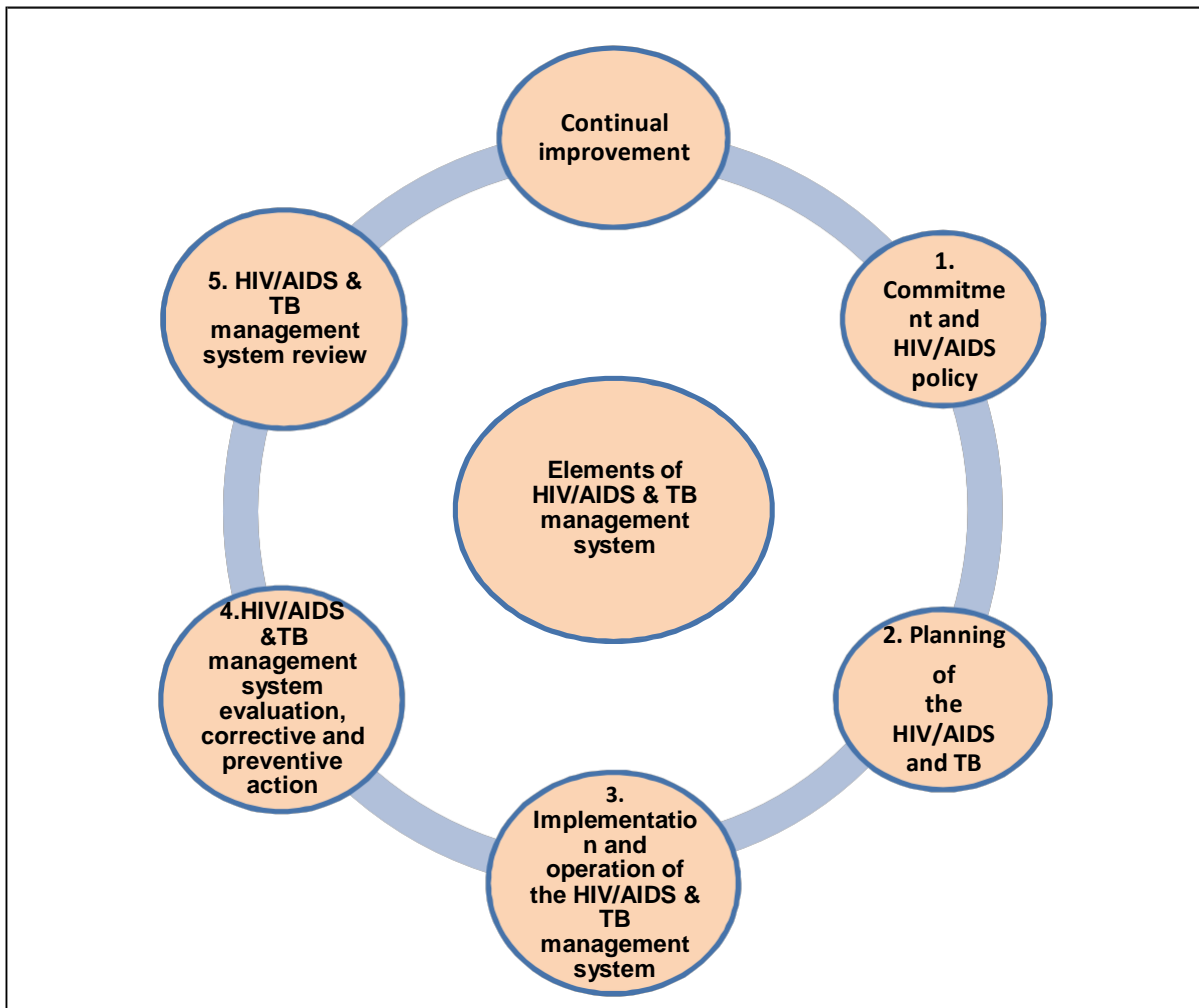 Continual
improvement
1.
Commitme
nt and
HIV/AIDS
policy
2. Planning
of
the
HIV/AIDS
and TB
3.
Implementatio
n and
operation of
the HIV/AIDS &
TB
management
system
4.HIV/AIDS
&TB
management
system
evaluation,
corrective and
preventive
action
5. HIV/AIDS &
TB
management
system review
Elements of
HIV/AIDS & TB
management
system